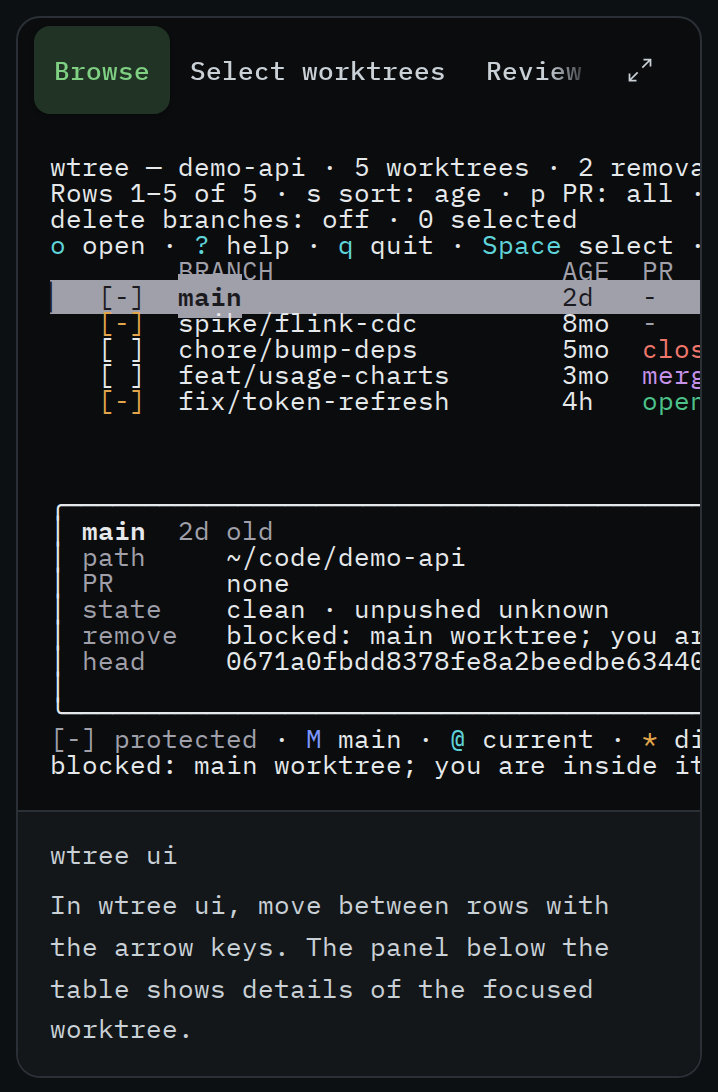 Browse Select worktrees Review
wtree — demo-api · 5 worktrees · 2 remova
Rows 1–5 of 5 · s sort: age · p PR: all ·
delete branches: off · 0 selected
o open · ? help · q quit · Space select ·
BRANCH AGE PR
[-] main 2d -
[-] spike/flink-cdc 8mo -
[ ] chore/bump-deps 5mo clos
[ ] feat/usage-charts 3mo merg
[-] fix/token-refresh 4h open
main 2d old
path ~/code/demo-api
PR none
state clean · unpushed unknown
remove blocked: main worktree; you ar
head 0671a0fbdd8378fe8a2beedbe63440
[-] protected · M main · @ current · * di
blocked: main worktree; you are inside it
wtree ui
In wtree ui, move between rows with
the arrow keys. The panel below the
table shows details of the focused
worktree.